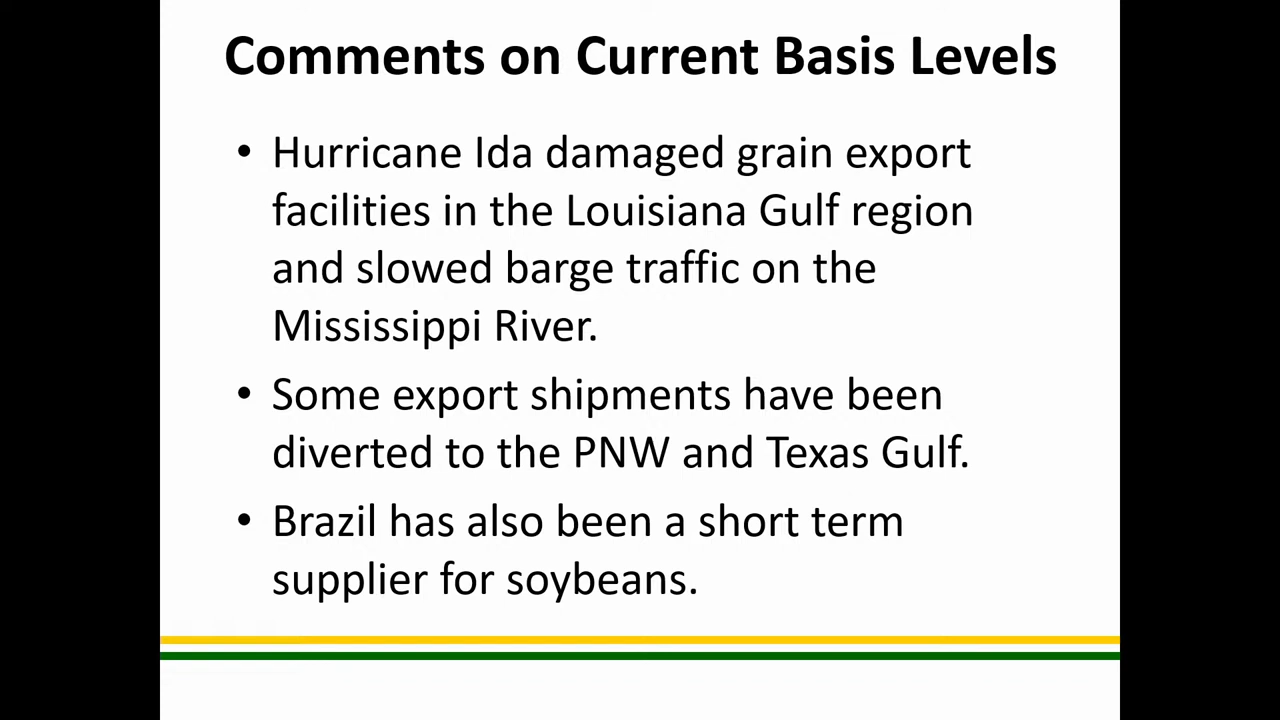 Comments on Current Basis Levels
• Hurricane Ida damaged grain export
facilities in the Louisiana Gulf region
and slowed barge traffic on the
Mississippi River.
• Some export shipments have been
diverted to the PNW and Texas Gulf.
• Brazil has also been a short term
supplier for soybeans.